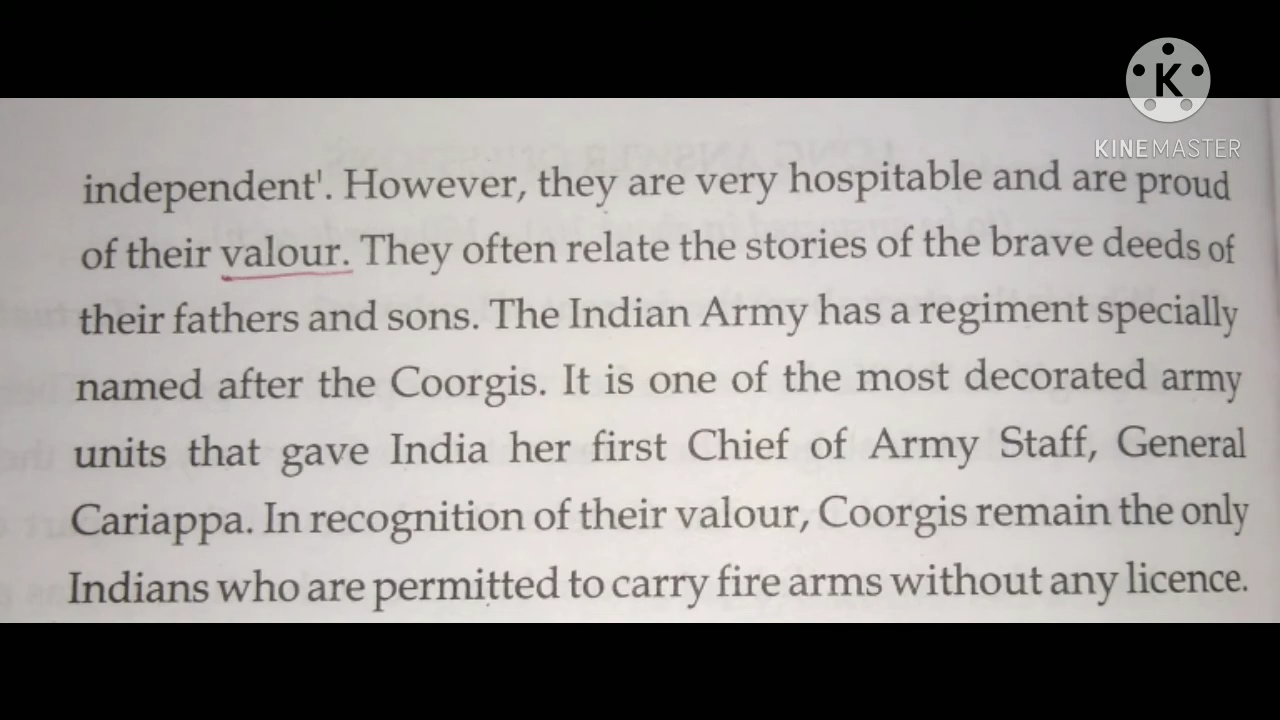 K
KINEMASTER
independent'. However, they are very hospitable and are proud
of their valour. They often relate the stories of the brave deeds of
their fathers and sons. The Indian Army has a regiment specially
named after the Coorgis. It is one of the most decorated army
units that gave India her first Chief of Army Staff, General
Cariappa. In recognition of their valour, Coorgis remain the only
Indians who are permitted to carry fire arms without any licence.